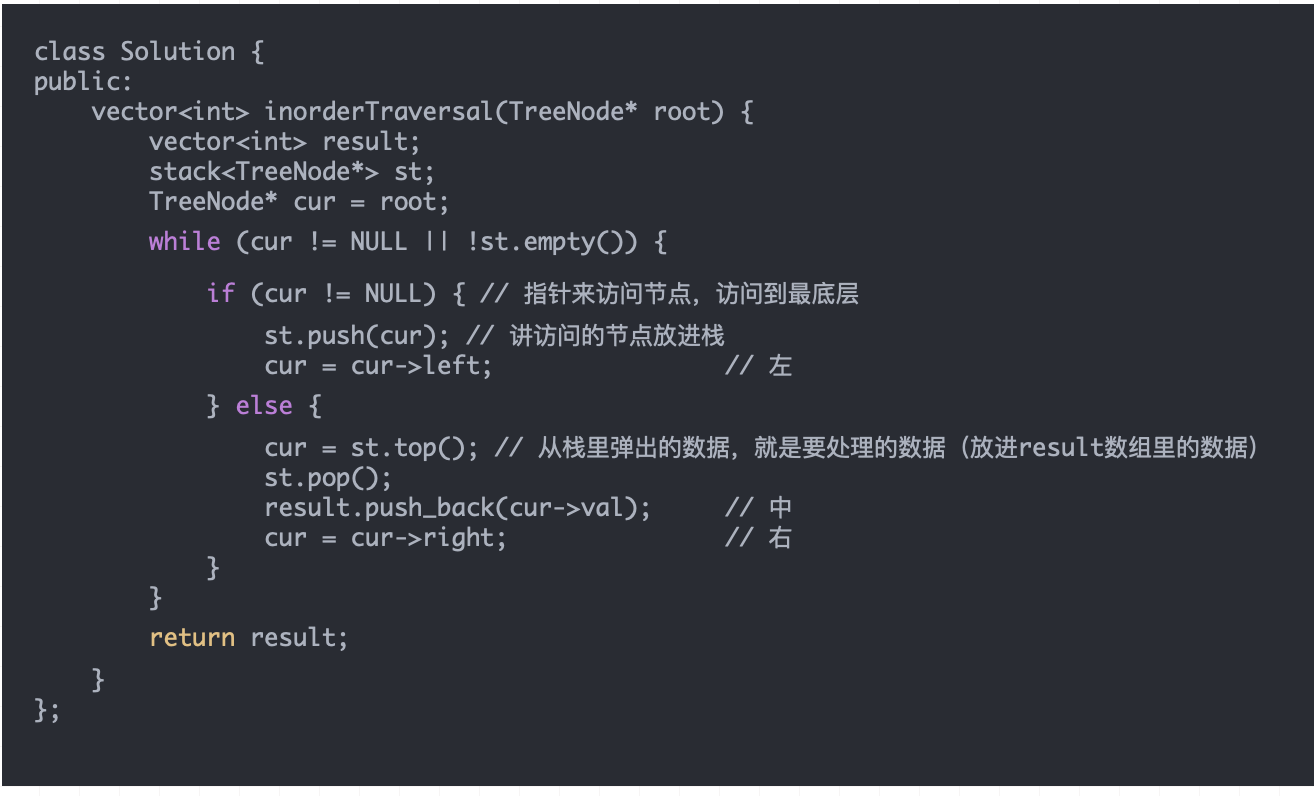 class Solution {
public:
    vector<int> inorderTraversal(TreeNode* root) {
        vector<int> result;
        stack<TreeNode*> st;
        TreeNode* cur = root;
        while (cur != NULL || !st.empty()) {
            if (cur != NULL) { // 指针来访问节点，访问到最底层
                st.push(cur); // 讲访问的节点放进栈
                cur = cur->left;                // 左
            } else {
                cur = st.top(); // 从栈里弹出的数据，就是要处理的数据（放进result数组里的数据）
                st.pop();
                result.push_back(cur->val);     // 中
                cur = cur->right;               // 右
            }
        }
        return result;
    }
};